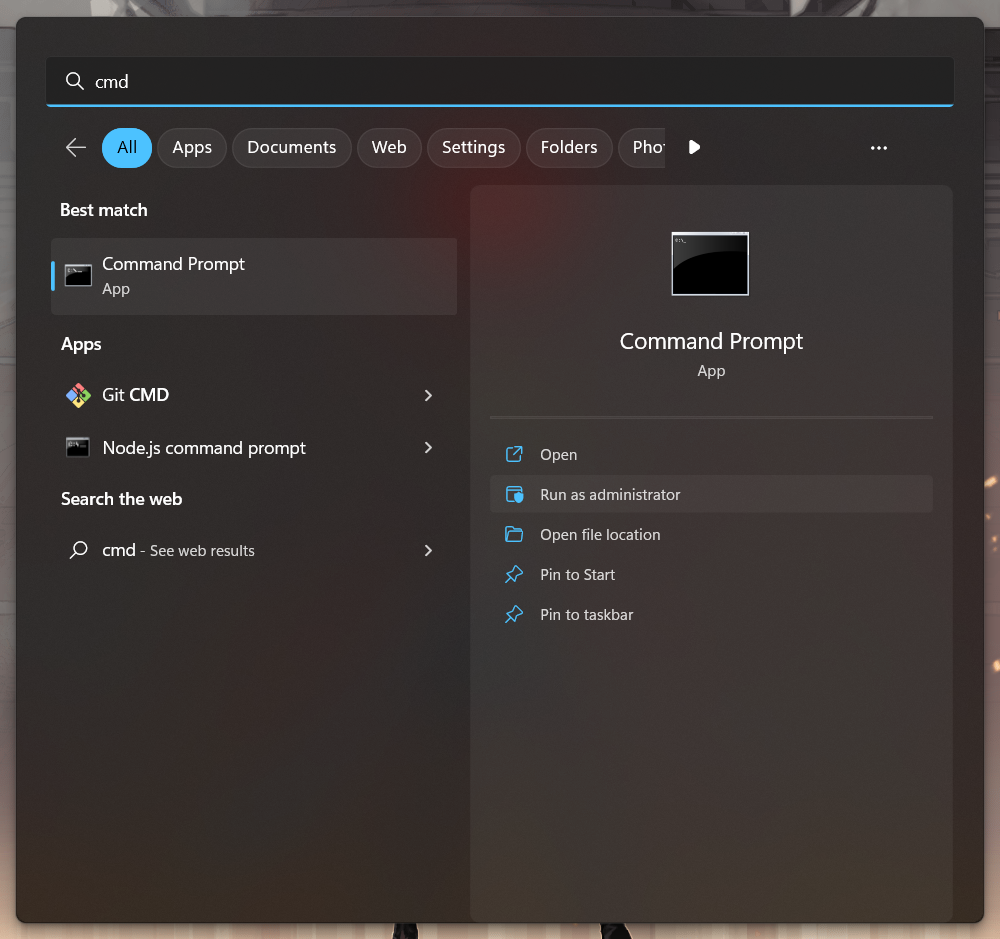 cmd
All
Apps
Documents
Web
Settings
Folders
Best match
Command Prompt
App
Apps
Git CMD
Node.js command prompt
Search the web
cmd - See web results
Command Prompt
App
Open
Run as administrator
Open file location
Pin to Start
Pin to taskbar